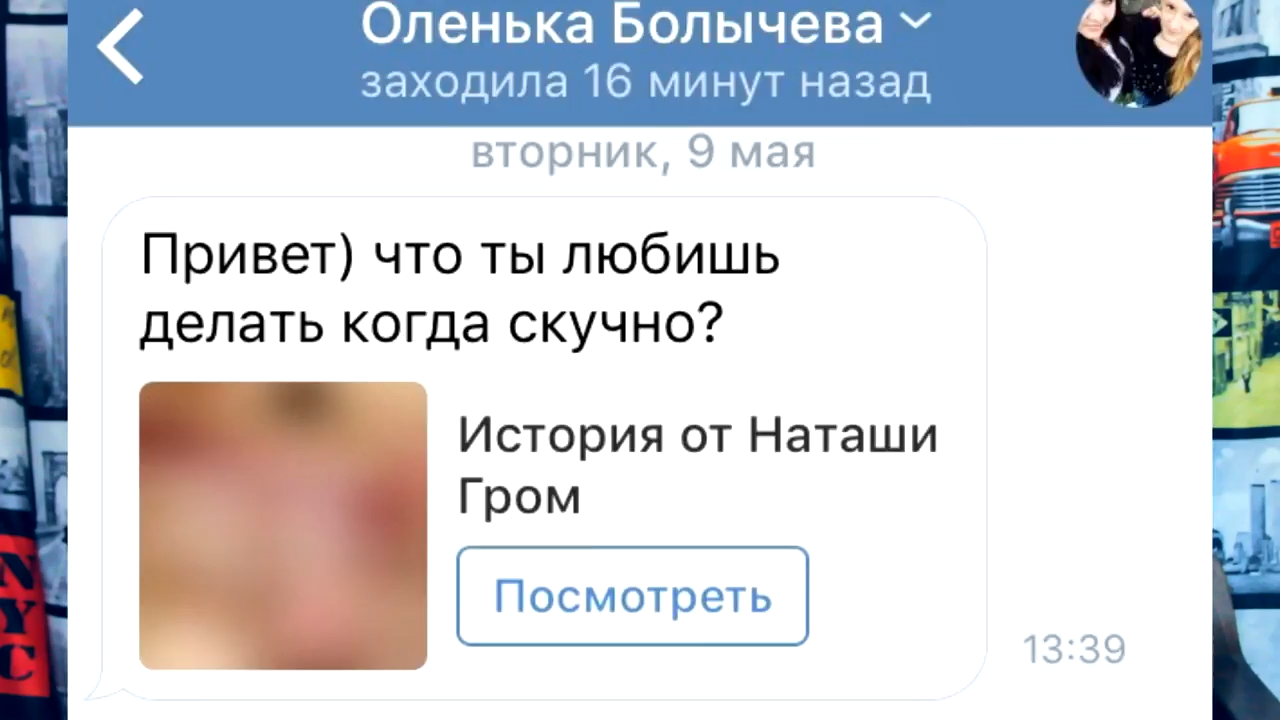 Оленька Болычева
заходила 16 минут назад
вторник, 9 мая
Привет) что ты любишь
делать когда скучно?
История от Наташи
Гром
Посмотреть
13:39
N
Y
C